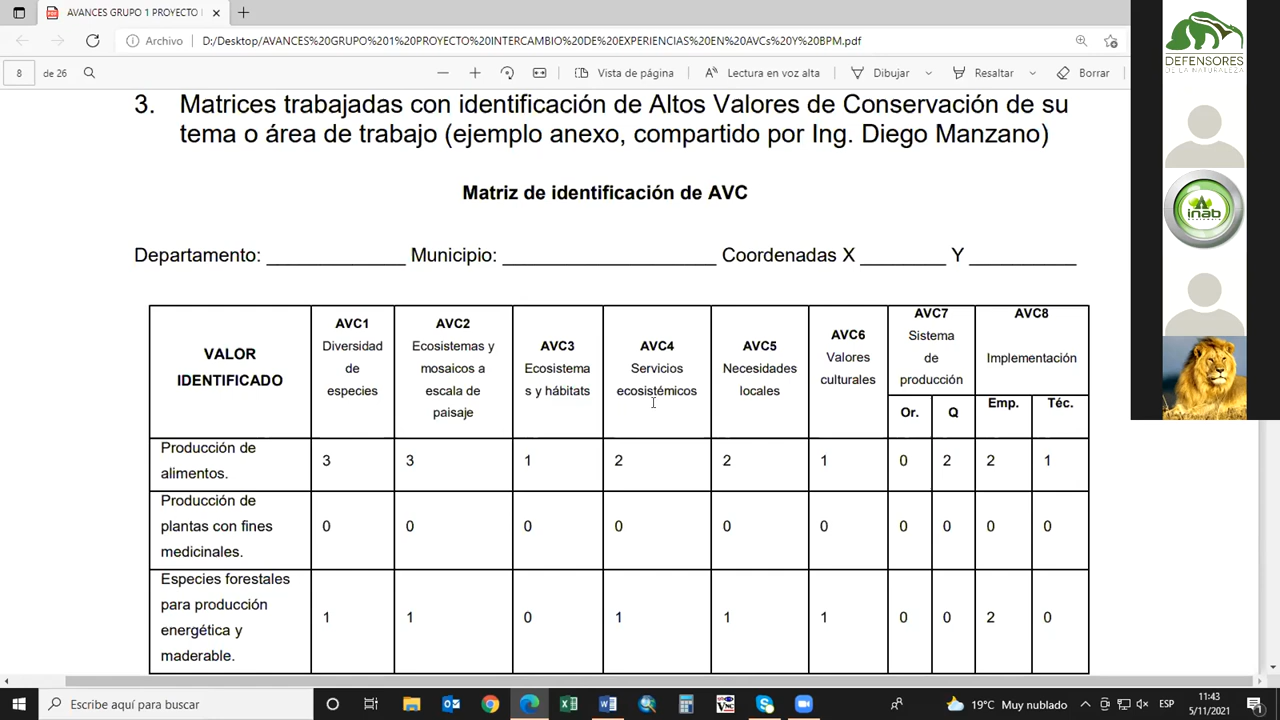 AVANCES GRUPO 1 PROYECTO
Archivo
D:/Desktop/AVANCES%20GRUPO%201%20PROYECTO%20INTERCAMBIO%20DE%20EXPERIENCIAS%20EN%20AVCs%20Y%20BPM.pdf
8
de 26
Vista de página
Lectura en voz alta
Dibujar
Resaltar
Borrar
DEFENSORES
DE LA NATURALEZA
inab
3. Matrices trabajadas con identificación de Altos Valores de Conservación de su
tema o área de trabajo (ejemplo anexo, compartido por Ing. Diego Manzano)
Matriz de identificación de AVC
Departamento: _____________ Municipio: ____________________ Coordenadas X ________ Y __________
VALOR
IDENTIFICADO
AVC1
Diversidad
de
especies
AVC2
Ecosistemas y
mosaicos a
escala de
paisaje
AVC3
Ecosistema
s y hábitats
AVC4
Servicios
ecosistémicos
AVC5
Necesidades
locales
AVC6
Valores
culturales
AVC7
Sistema
de
producción
Or.
Q
AVC8
Implementación
Emp.
Téc.
Producción de
alimentos.
3 3 1 2 2 1 0 2 2 1
Producción de
plantas con fines
medicinales.
0 0 0 0 0 0 0 0 0 0
Especies forestales
para producción
energética y
maderable.
1 1 0 1 1 1 0 0 2 0
Escribe aquí para buscar
19°C Muy nublado
ESP
11:43
5/11/2021